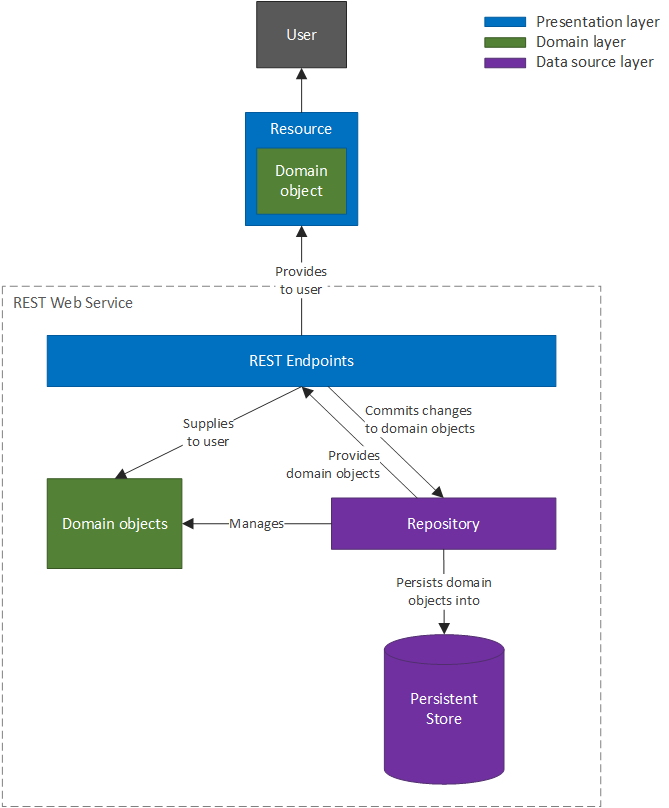 User
Presentation layer
Domain layer
Data source layer
Resource
Domain
object
Provides
to user
REST Web Service
REST Endpoints
Supplies
to user
Commits changes
to domain objects
Provides
domain objects
Domain objects
Manages
Repository
Persists domain
objects into
Persistent
Store